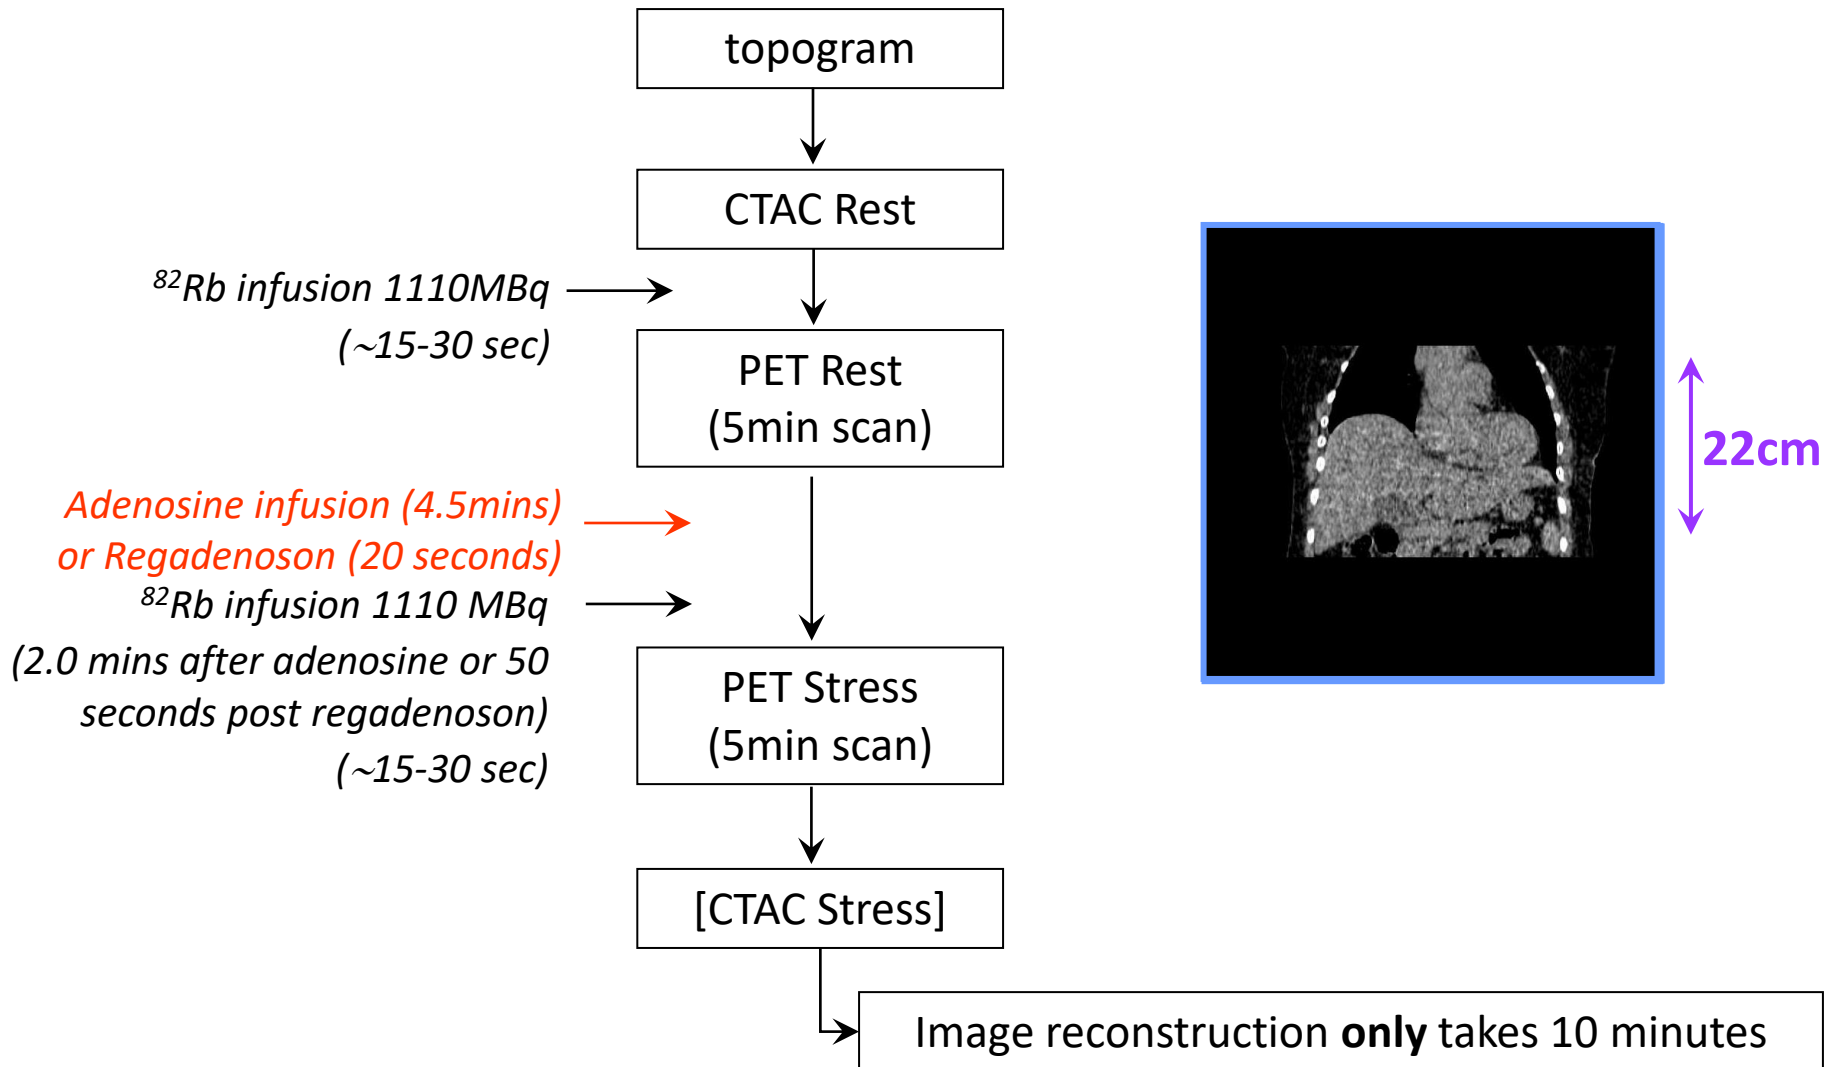 topogram
CTAC Rest
⁸²Rb infusion 1110MBq
(~15-30 sec)
PET Rest
(5min scan)
Adenosine infusion (4.5mins)
or Regadenoson (20 seconds)
⁸²Rb infusion 1110 MBq
(2.0 mins after adenosine or 50
seconds post regadenoson)
(~15-30 sec)
PET Stress
(5min scan)
[CTAC Stress]
Image reconstruction only takes 10 minutes
22cm